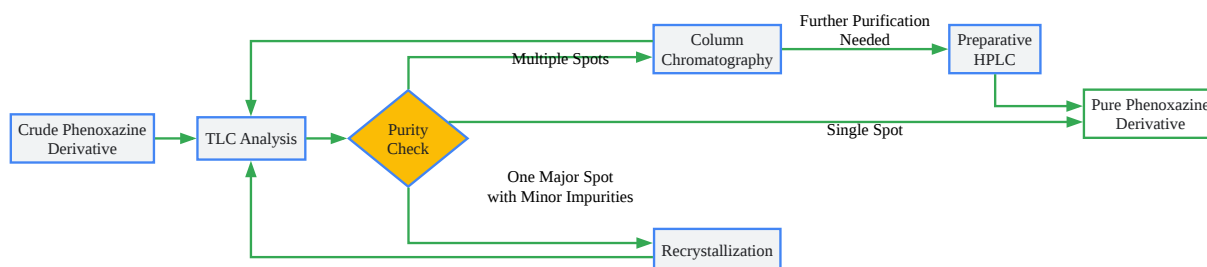 Crude Phenoxazine
Derivative
TLC Analysis
Purity
Check
Multiple Spots
Column
Chromatography
Further Purification
Needed
Preparative
HPLC
Single Spot
Pure Phenoxazine
Derivative
One Major Spot
with Minor Impurities
Recrystallization